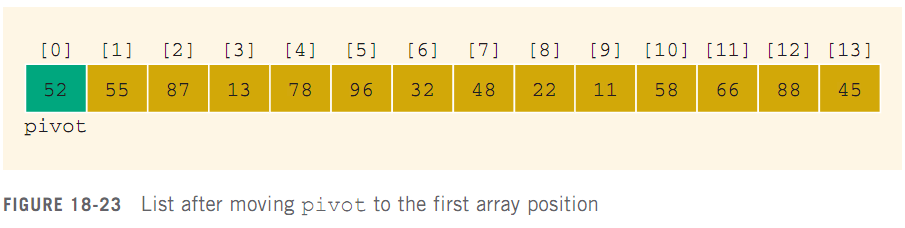 [0] [1] [2] [3] [4] [5] [6] [7] [8] [9] [10] [11] [12] [13]
52 55 87 13 78 96 32 48 22 11 58 66 88 45
pivot
FIGURE 18-23 List after moving pivot to the first array position